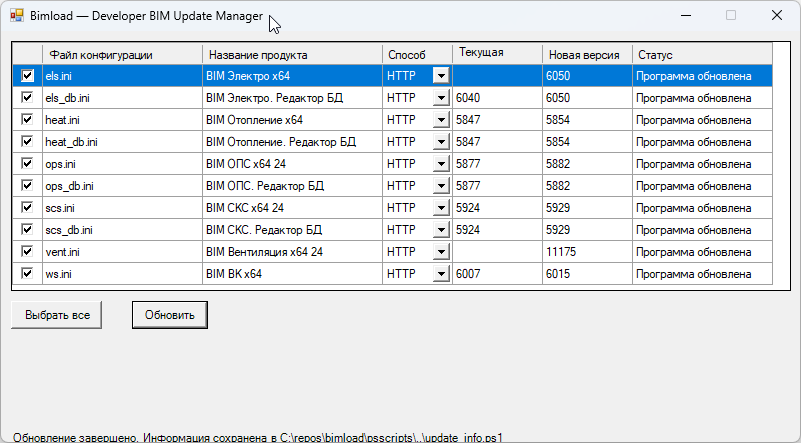 Bimload — Developer BIM Update Manager
Файл конфигурации Название продукта Способ Текущая Новая версия Статус
els.ini BIM Электро x64 HTTP 6050 Программа обновлена
els_db.ini BIM Электро. Редактор БД HTTP 6040 6050 Программа обновлена
heat.ini BIM Отопление x64 HTTP 5847 5854 Программа обновлена
heat_db.ini BIM Отопление. Редактор БД HTTP 5847 5854 Программа обновлена
ops.ini BIM ОПС x64 24 HTTP 5877 5882 Программа обновлена
ops_db.ini BIM ОПС. Редактор БД HTTP 5877 5882 Программа обновлена
scs.ini BIM СКС x64 24 HTTP 5924 5929 Программа обновлена
scs_db.ini BIM СКС. Редактор БД HTTP 5924 5929 Программа обновлена
vent.ini BIM Вентиляция x64 24 HTTP 11175 Программа обновлена
ws.ini BIM ВК x64 HTTP 6007 6015 Программа обновлена
Выбрать все Обновить
Обновление завершено. Информация сохранена в C:\repos\bimload\psscripts\..\update_info.ps1